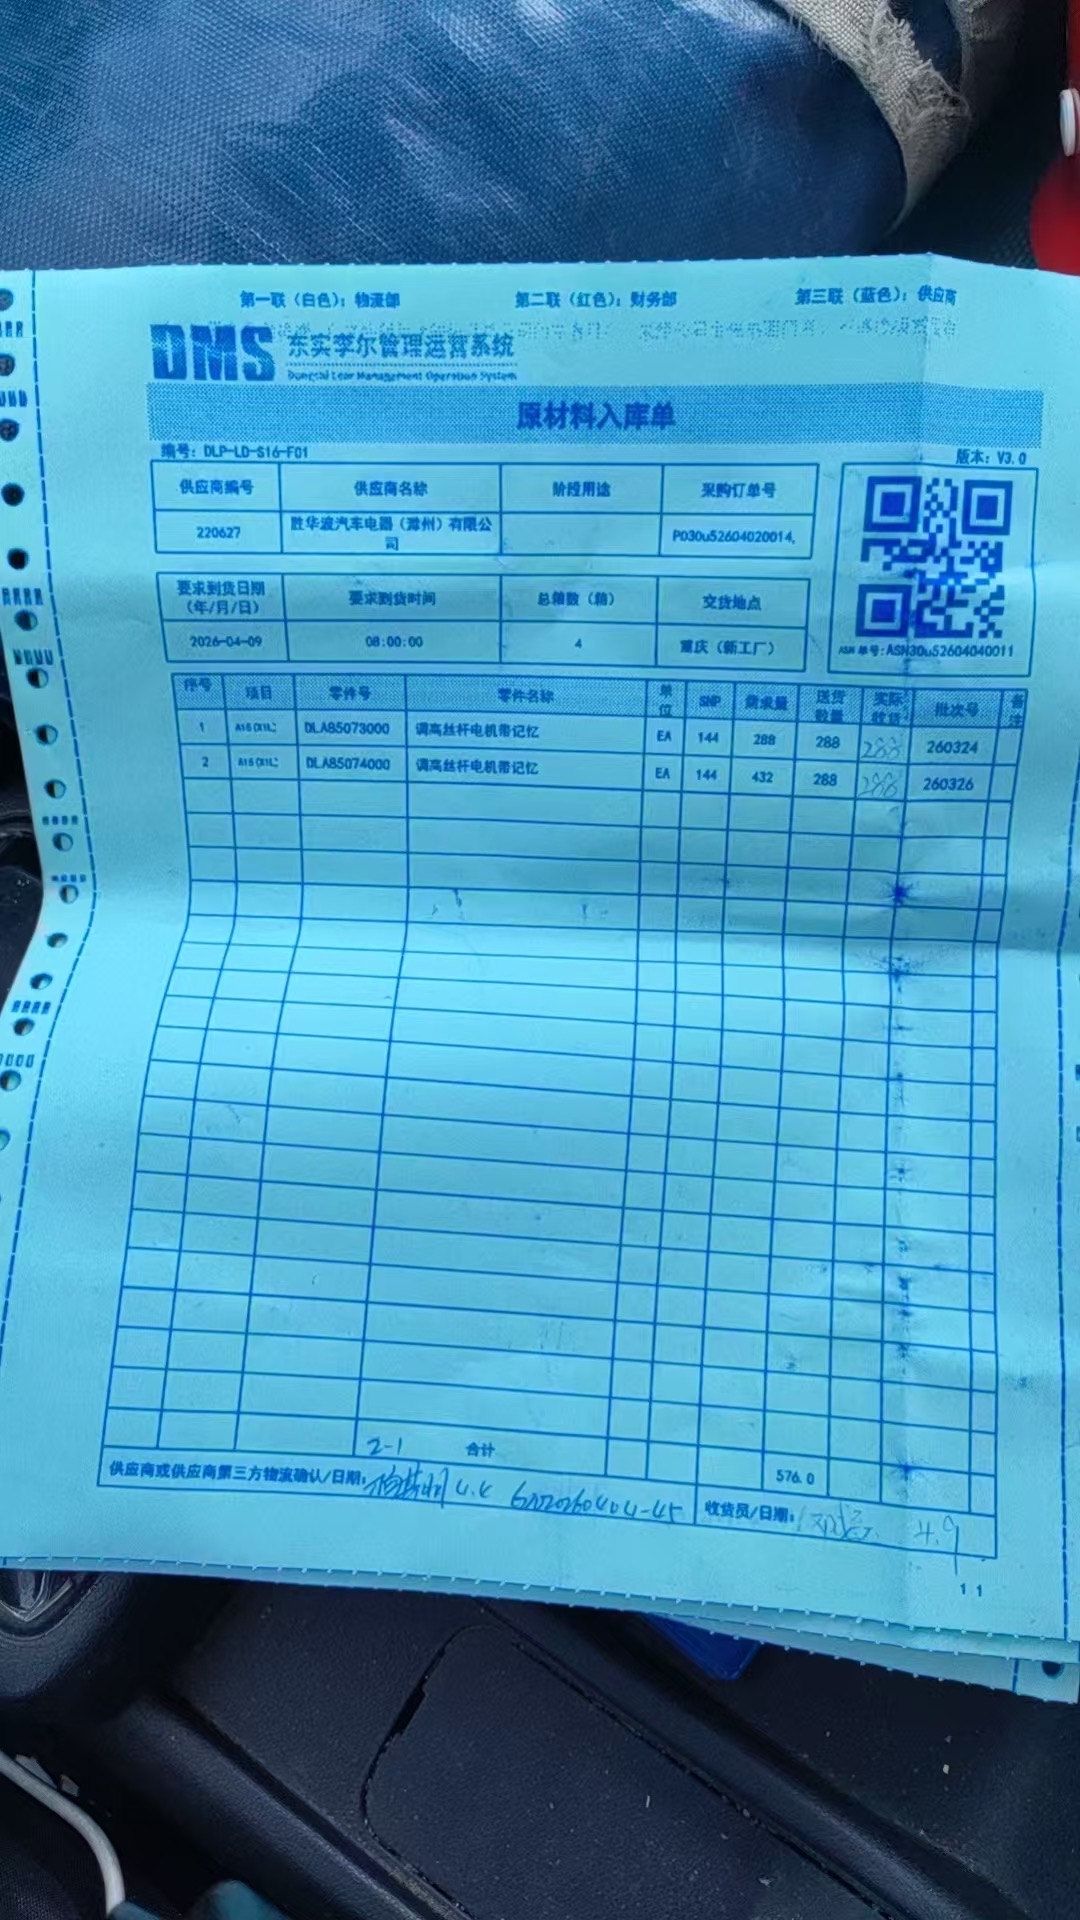 第一联（白色）：物流部 第二联（红色）：财务部 第三联（蓝色）：供应商
DMS 东实李尔管理运营系统
Dongshi Lear Management Operation System
原材料入库单
编号：DLP-LD-S16-F01 版本：V3.0
供应商编号 供应商名称 阶段用途 采购订单号
220627 胜华波汽车电器（滁州）有限公司 PO30u52604020014,
要求到货日期（年/月/日） 要求到货时间 总箱数（箱） 交货地点
2026-04-09 08:00:00 4 重庆（新工厂）
ASN 单号：ASN30u52604040011
序号 项目 零件号 零件名称 单位 SNP 需求量 送货数量 实际收货 批次号 备注
1 DLA85073000 调高丝杆电机带记忆 EA 144 288 288 288 260324
2 DLA85074000 调高丝杆电机带记忆 EA 144 432 288 288 260326
2-1 合计 576.0
供应商或供应商第三方物流确认/日期： 4.4 收货员/日期： 4.9
1 1